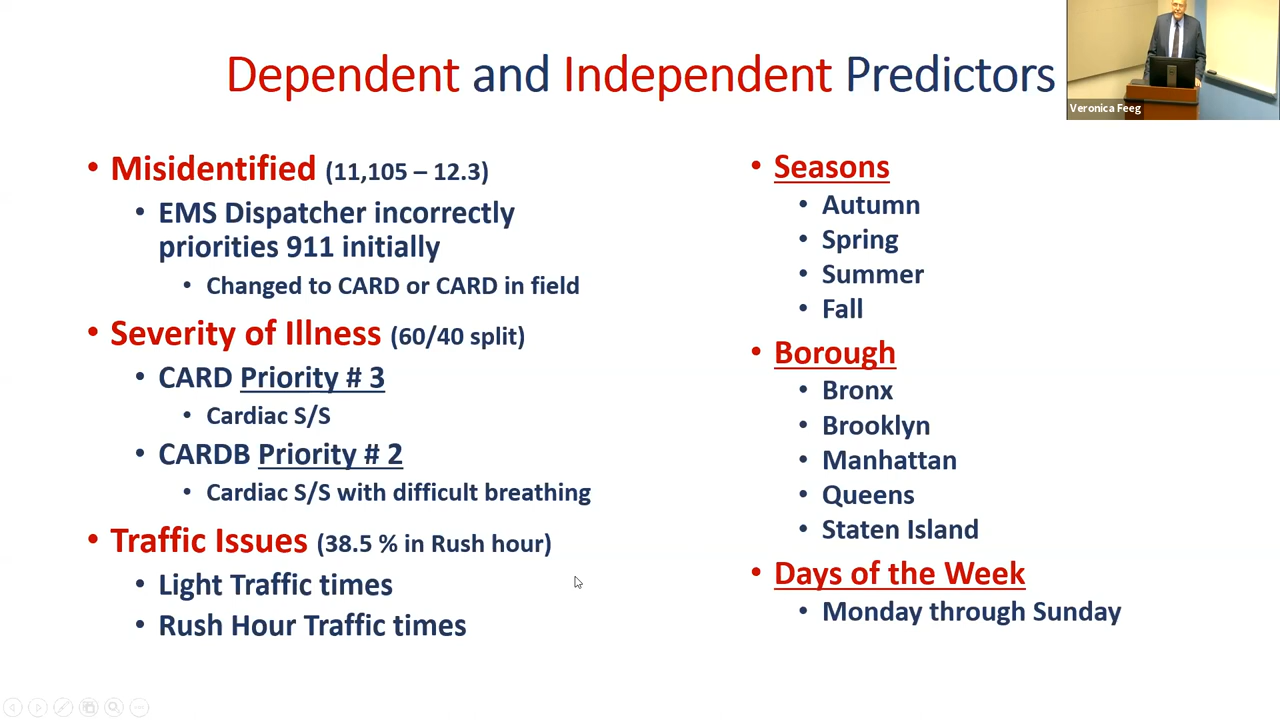 Dependent and Independent Predictors
Veronica Feeg
• Misidentified (11,105 – 12.3)
• EMS Dispatcher incorrectly
priorities 911 initially
• Changed to CARD or CARD in field
• Severity of Illness (60/40 split)
• CARD Priority # 3
• Cardiac S/S
• CARDB Priority # 2
• Cardiac S/S with difficult breathing
• Traffic Issues (38.5 % in Rush hour)
• Light Traffic times
• Rush Hour Traffic times
• Seasons
• Autumn
• Spring
• Summer
• Fall
• Borough
• Bronx
• Brooklyn
• Manhattan
• Queens
• Staten Island
• Days of the Week
• Monday through Sunday